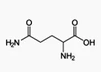 O O
H₂N OH
NH₂